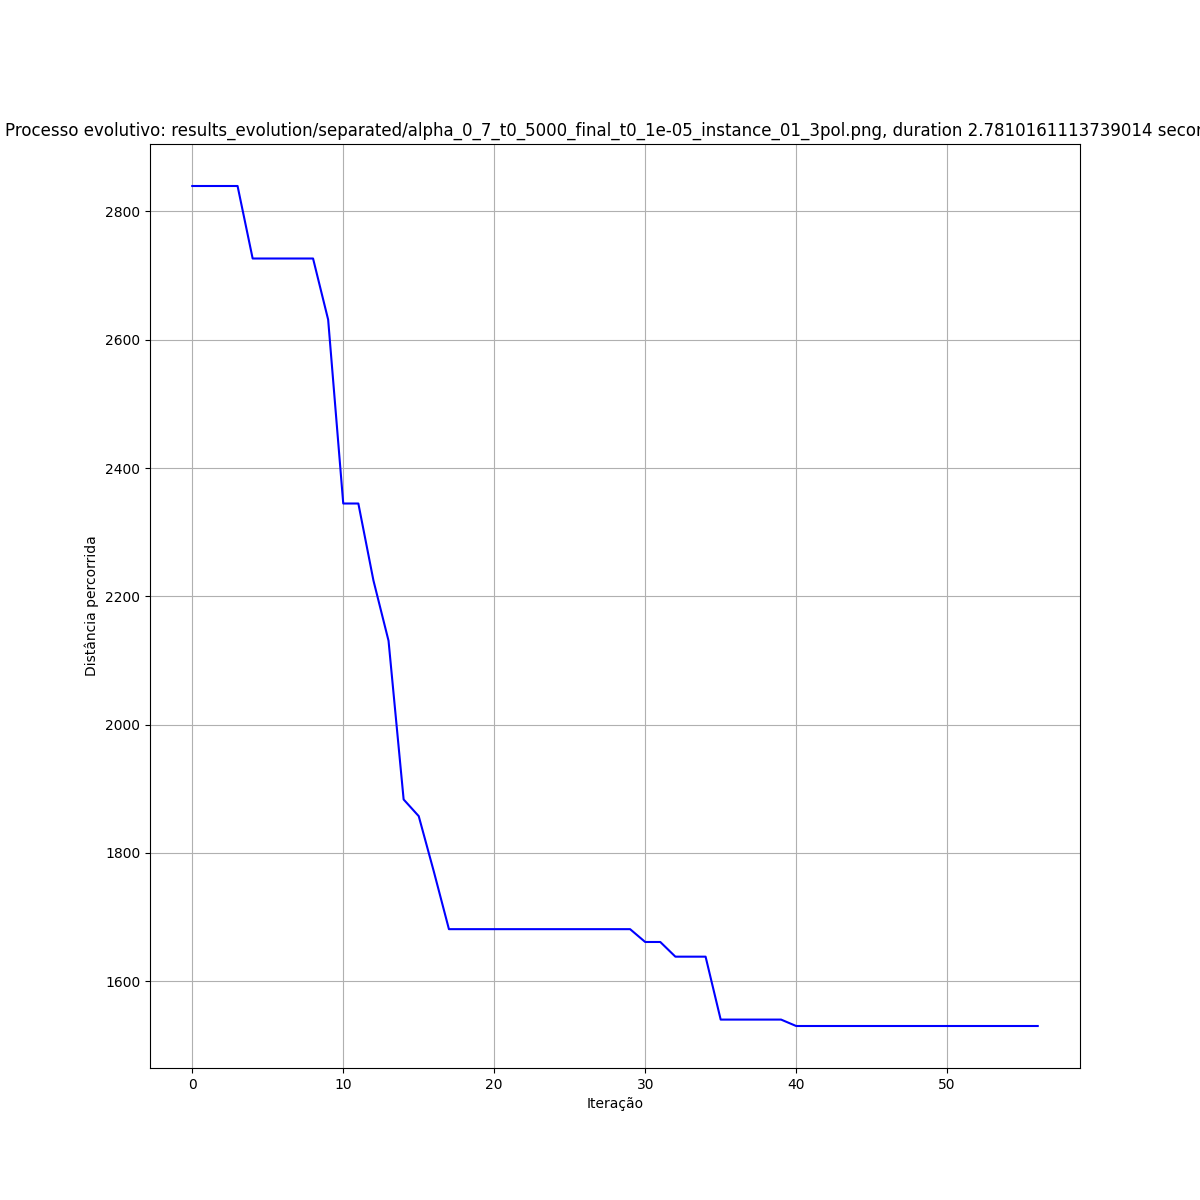 Processo evolutivo: results_evolution/separated/alpha_0_7_t0_5000_final_t0_1e-05_instance_01_3pol.png, duration 2.7810161113739014
2800
2600
2400
2200
2000
1800
1600
Distância percorrida
0 10 20 30 40 50
Iteração